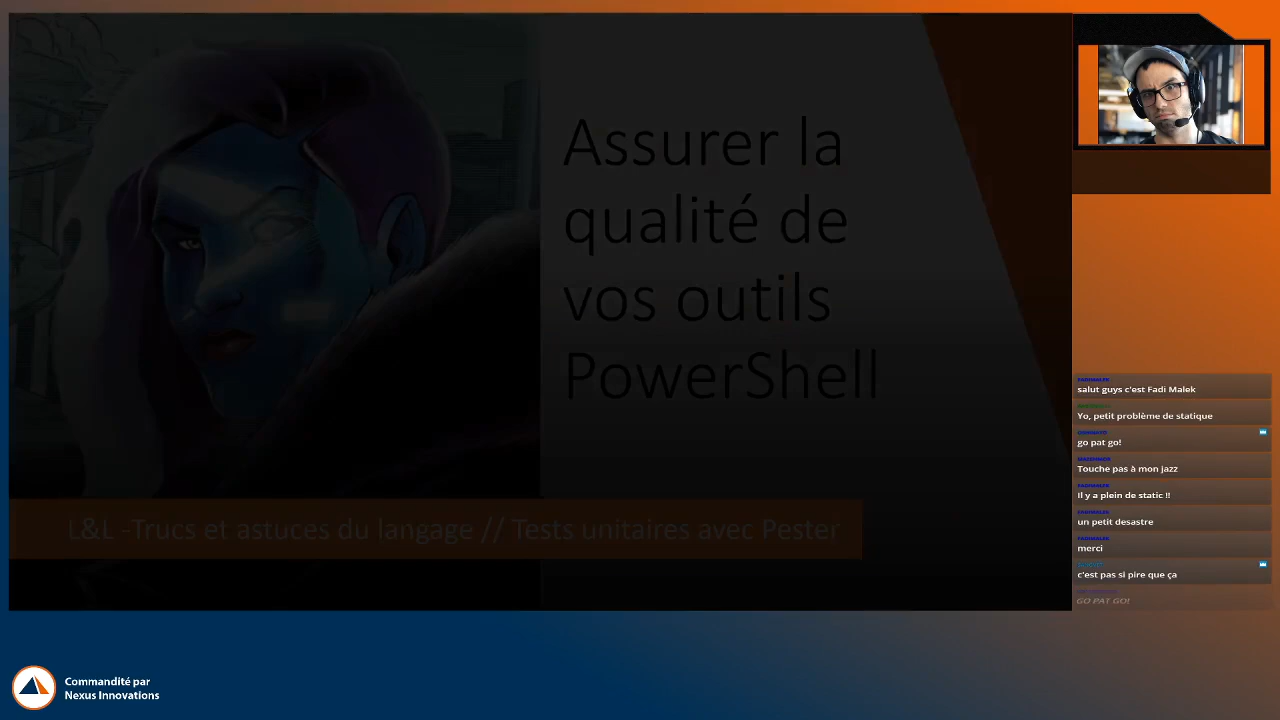 Assurer la
qualité de
vos outils
PowerShell
L&L -Trucs et astuces du langage // Tests unitaires avec Pester
salut guys c'est Fadi Malek
Yo, petit problème de statique
go pat go!
Touche pas à mon jazz
Il y a plein de static !!
un petit desastre
merci
c'est pas si pire que ça
GO PAT GO!
Commandité par
Nexus Innovations